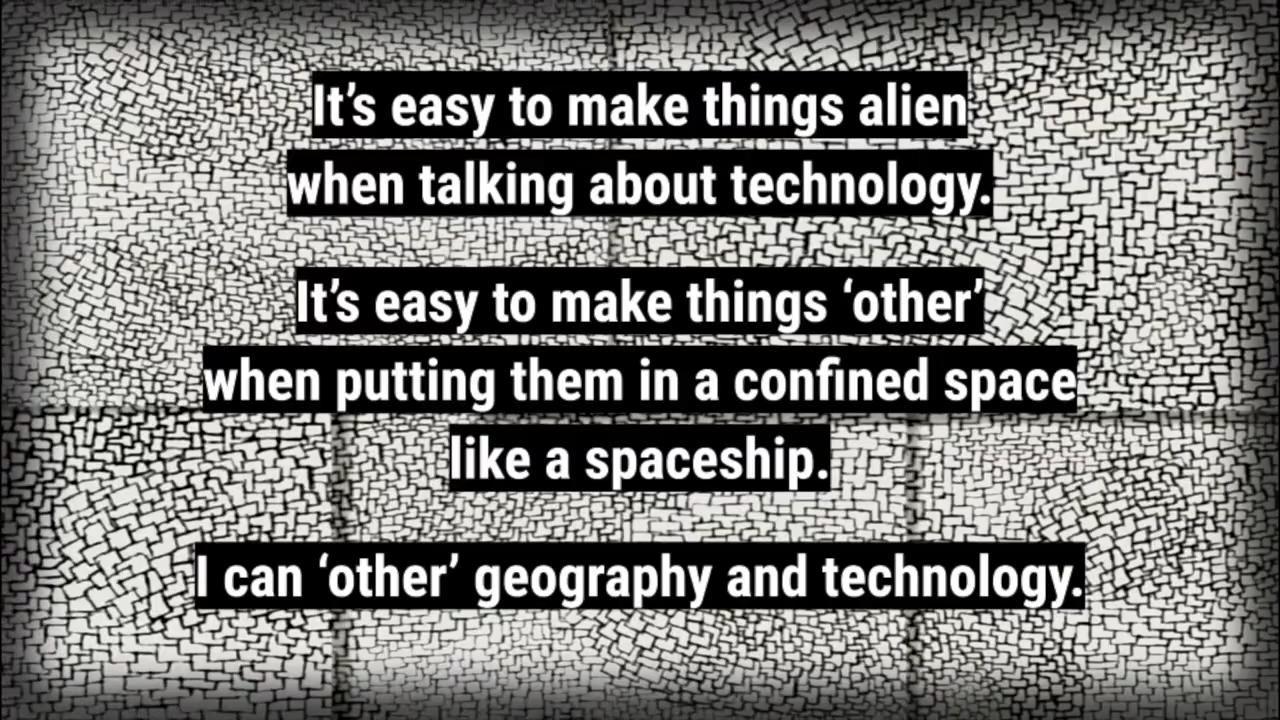 It’s easy to make things alien
when talking about technology.
It’s easy to make things ‘other’
when putting them in a confined space
like a spaceship.
I can ‘other’ geography and technology.